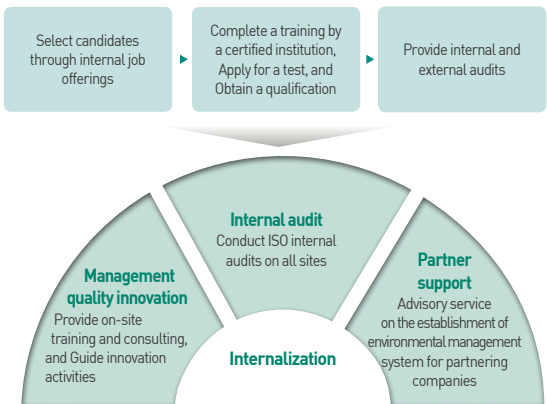 Select candidates
through internal job
offerings
Complete a training by
a certified institution,
Apply for a test, and
Obtain a qualification
Provide internal and
external audits
Internal audit
Conduct ISO internal
audits on all sites
Management
quality innovation
Provide on-site
training and consulting,
and Guide innovation
activities
Partner
support
Advisory service
on the establishment of
environmental management
system for partnering
companies
Internalization